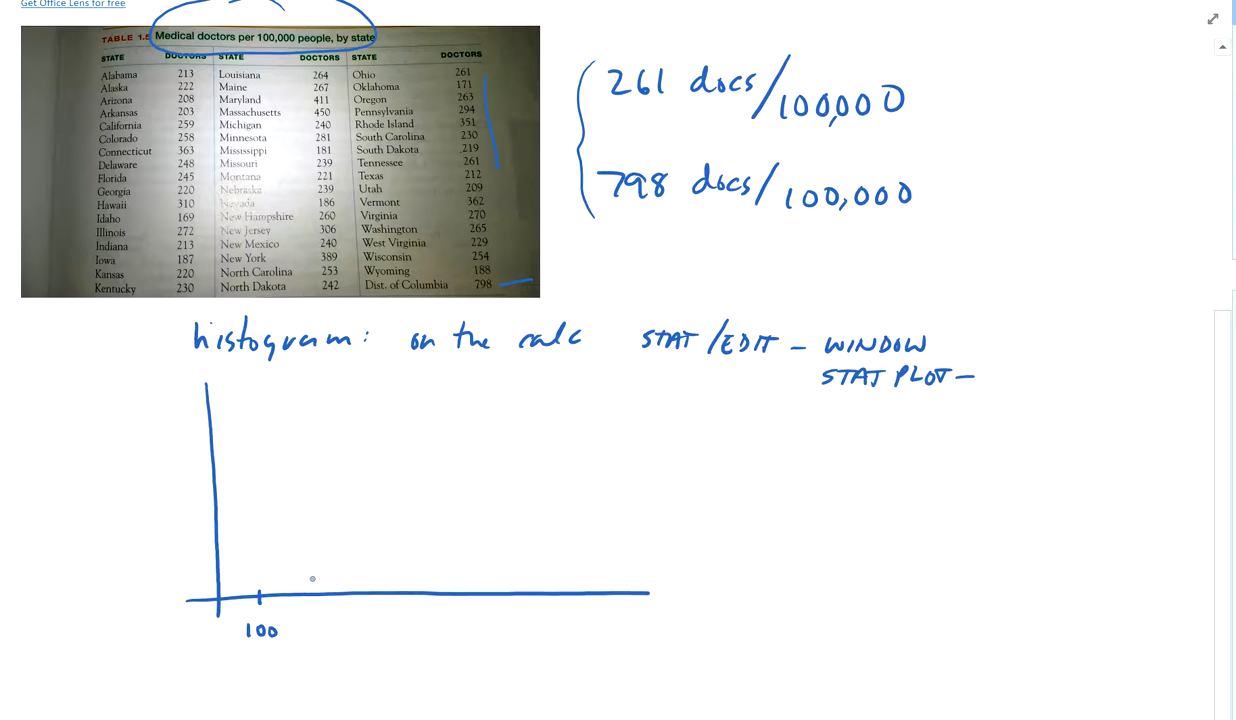 Get Office Lens for free
TABLE 1.5 Medical doctors per 100,000 people, by state
STATE DOCTORS STATE DOCTORS STATE DOCTORS
Alabama 213 Louisiana 264 Ohio 261
Alaska 222 Maine 267 Oklahoma 171
Arizona 208 Maryland 411 Oregon 263
Arkansas 203 Massachusetts 450 Pennsylvania 294
California 259 Michigan 240 Rhode Island 351
Colorado 258 Minnesota 281 South Carolina 230
Connecticut 363 Mississippi 181 South Dakota 219
Delaware 248 Missouri 239 Tennessee 261
Florida 245 Montana 221 Texas 212
Georgia 220 Nebraska 239 Utah 209
Hawaii 310 Nevada 186 Vermont 362
Idaho 169 New Hampshire 260 Virginia 270
Illinois 272 New Jersey 306 Washington 265
Indiana 213 New Mexico 240 West Virginia 229
Iowa 187 New York 389 Wisconsin 254
Kansas 220 North Carolina 253 Wyoming 188
Kentucky 230 North Dakota 242 Dist. of Columbia 798
261 docs/100,000
798 docs/100,000
histogram: on the calc STAT/EDIT - WINDOW
STAT PLOT -
100